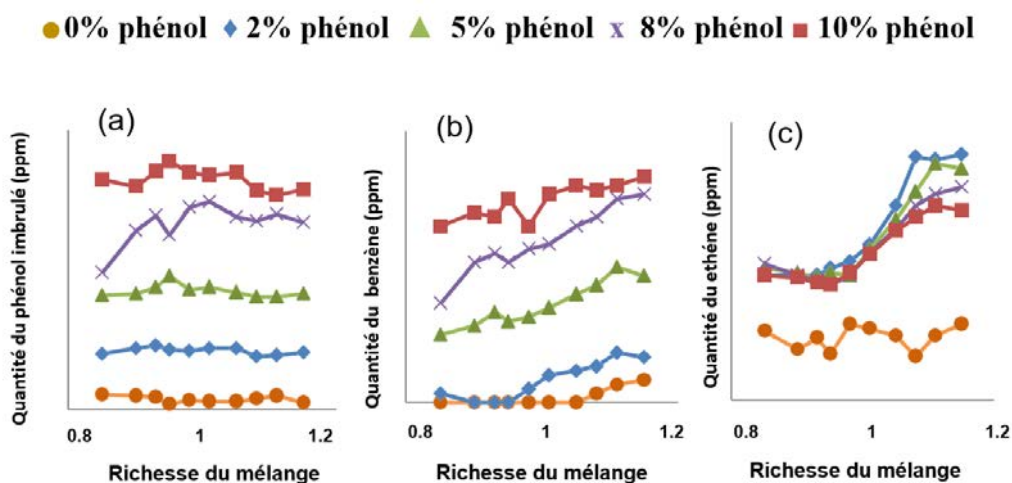 0% phénol 2% phénol 5% phénol x 8% phénol 10% phénol
(a)
Quantité du phénol imbrulé (ppm)
0.8 1 1.2
Richesse du mélange
(b)
Quantité du benzène (ppm)
0.8 1 1.2
Richesse du mélange
(c)
Quantité du ethéne (ppm)
0.8 1 1.2
Richesse du mélange